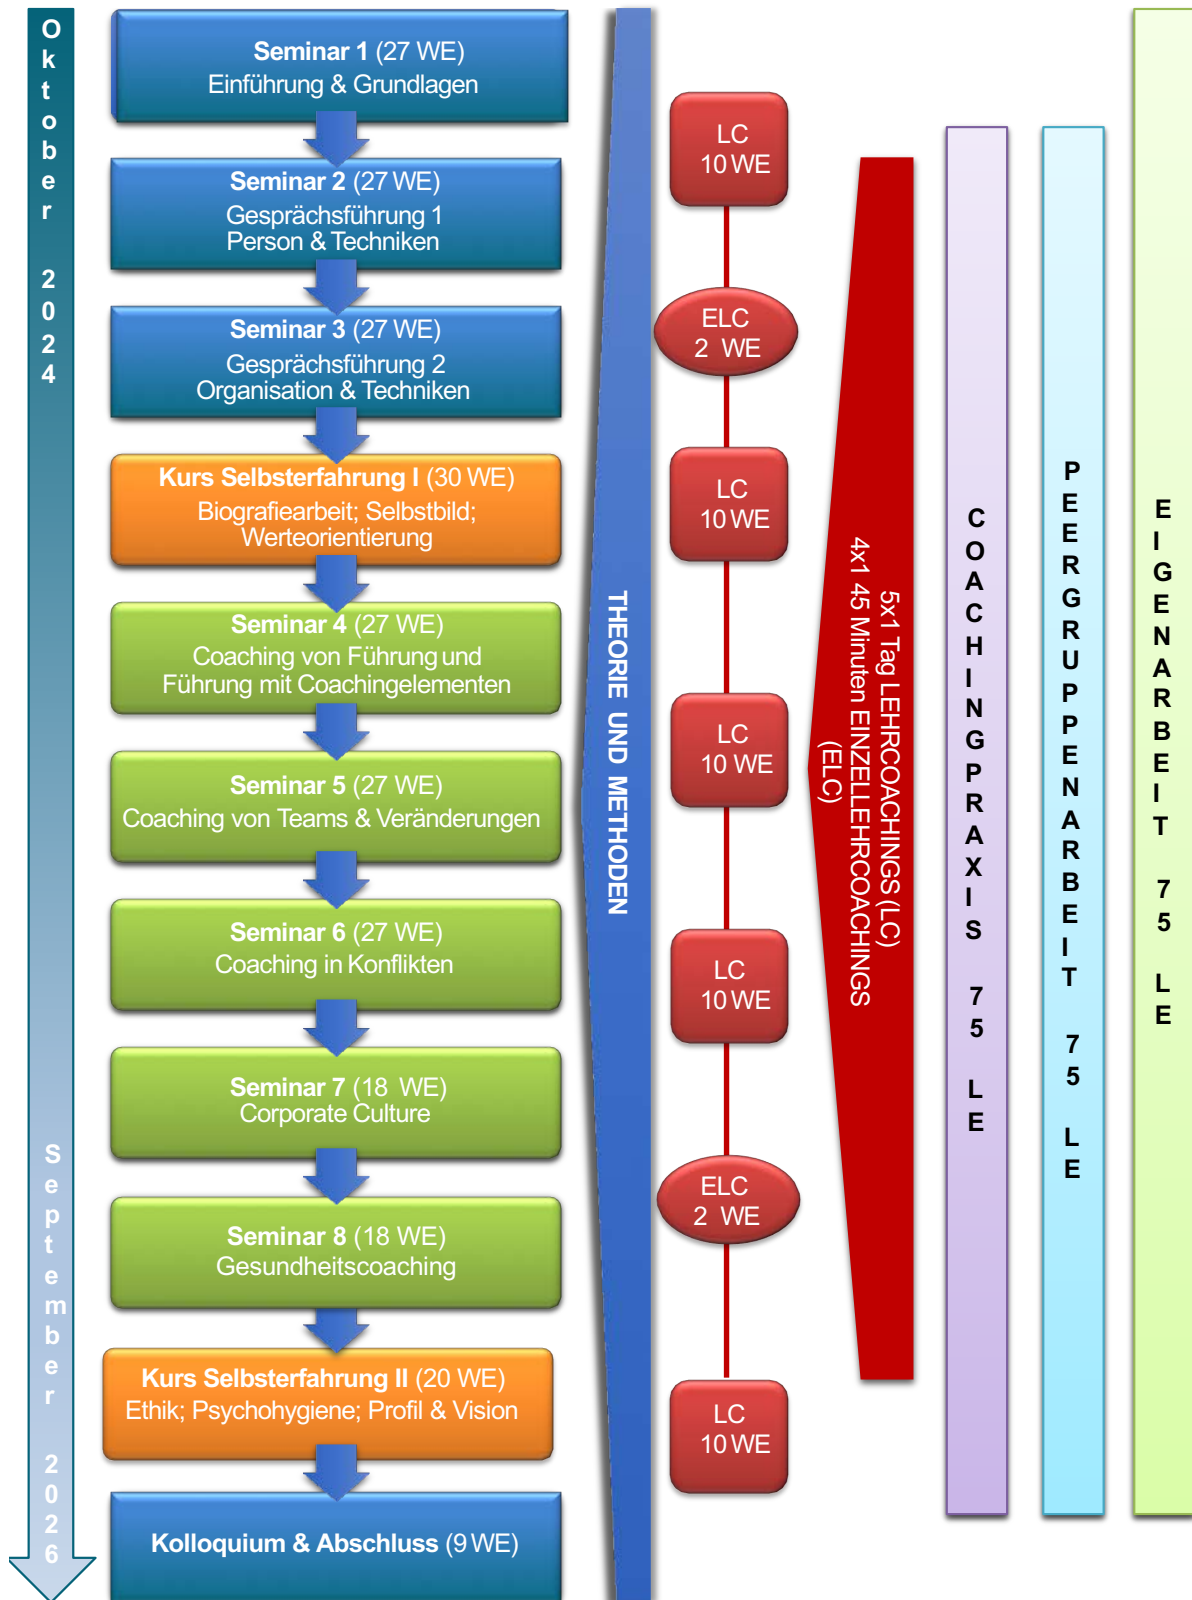 Oktober 2024
September 2026
Seminar 1 (27 WE)
Einführung & Grundlagen
Seminar 2 (27 WE)
Gesprächsführung 1
Person & Techniken
Seminar 3 (27 WE)
Gesprächsführung 2
Organisation & Techniken
Kurs Selbsterfahrung I (30 WE)
Biografiearbeit; Selbstbild;
Werteorientierung
Seminar 4 (27 WE)
Coaching von Führung und
Führung mit Coachingelementen
Seminar 5 (27 WE)
Coaching von Teams & Veränderungen
Seminar 6 (27 WE)
Coaching in Konflikten
Seminar 7 (18 WE)
Corporate Culture
Seminar 8 (18 WE)
Gesundheitscoaching
Kurs Selbsterfahrung II (20 WE)
Ethik; Psychohygiene; Profil & Vision
Kolloquium & Abschluss (9 WE)
THEORIE UND METHODEN
LC
10 WE
ELC
2 WE
LC
10 WE
LC
10 WE
LC
10 WE
ELC
2 WE
LC
10 WE
5x1 Tag LEHRCOACHINGS (LC)
4x1 45 Minuten EINZELLEHRCOACHINGS
(ELC)
COACHINGPRAXIS 75 LE
PEERGRUPPENARBEIT 75 LE
EIGENARBEIT 75 LE